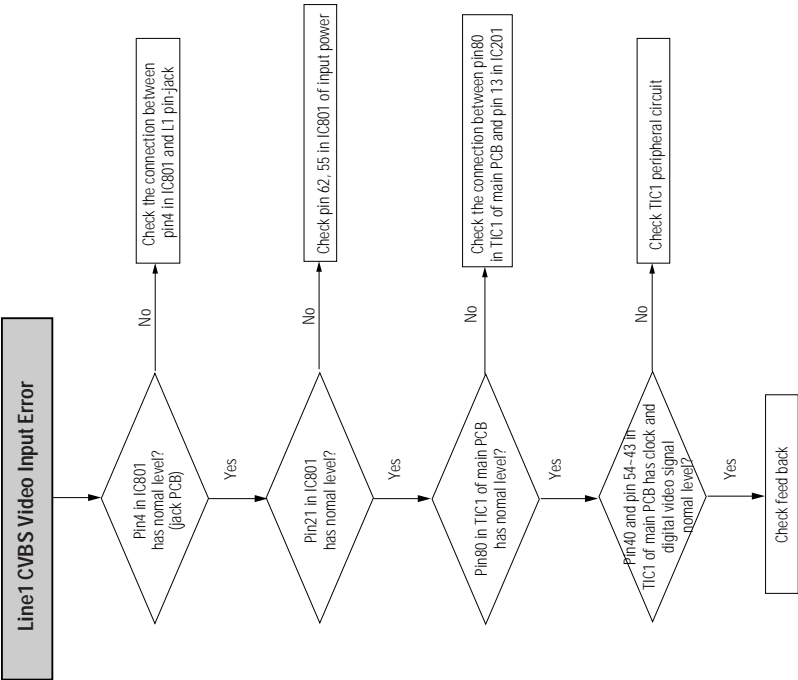 Line1 CVBS Video Input Error
Pin4 in IC801
has nomal level?
(jack PCB)
No
Check the connection between
pin4 in IC801 and L1 pin-jack
Yes
Pin21 in IC801
has nomal level?
No
Check pin 62, 55 in IC801 of input power
Yes
Pin80 in TIC1 of main PCB
has nomal level?
No
Check the connection between pin80
in TIC1 of main PCB and pin 13 in IC201
Yes
Pin40 and pin 54~43 in
TIC1 of main PCB has clock and
digital video signal
nomal level?
No
Check TIC1 peripheral circuit
Yes
Check feed back